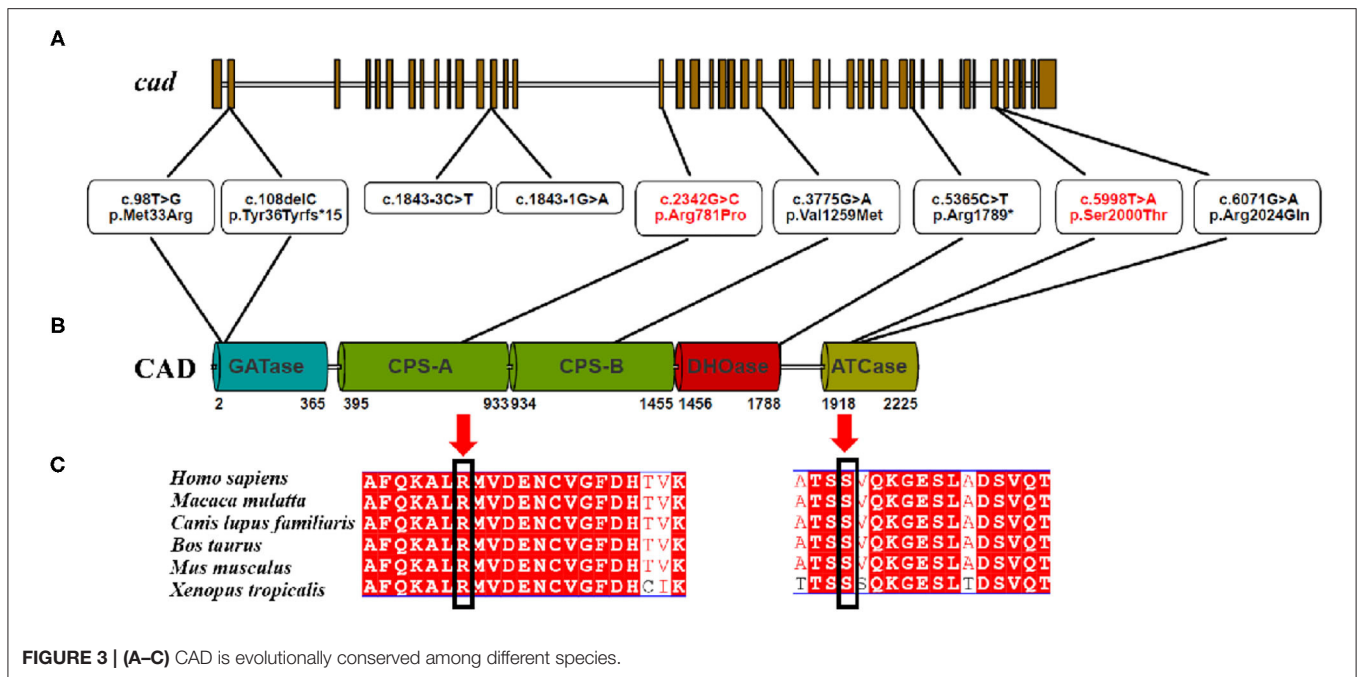 A
cad
c.98T>G
p.Met33Arg
c.108delC
p.Tyr36Tyrfs*15
c.1843-3C>T
c.1843-1G>A
c.2342G>C
p.Arg781Pro
c.3775G>A
p.Val1259Met
c.5365C>T
p.Arg1789*
c.5998T>A
p.Ser2000Thr
c.6071G>A
p.Arg2024Gln
B
CAD
GATase
CPS-A
CPS-B
DHOase
ATCase
2 365 395 933 934 1455 1456 1788 1918 2225
C
Homo sapiens AFQKALRMVDENCVGFDHTVK ATSSVQKGESLADSVQT
Macaca mulatta AFQKALRMVDENCVGFDHTVK ATSSVQKGESLADSVQT
Canis lupus familiaris AFQKALRMVDENCVGFDHTVK ATSSVQKGESLADSVQT
Bos taurus AFQKALRMVDENCVGFDHTVK ATSSVQKGESLADSVQT
Mus musculus AFQKALRMVDENCVGFDHTVK ATSSVQKGESLADSVQT
Xenopus tropicalis AFQKALRMVDENCVGFDHCIK TTSSSQKGESLTDSVQT
FIGURE 3 | (A–C) CAD is evolutionally conserved among different species.